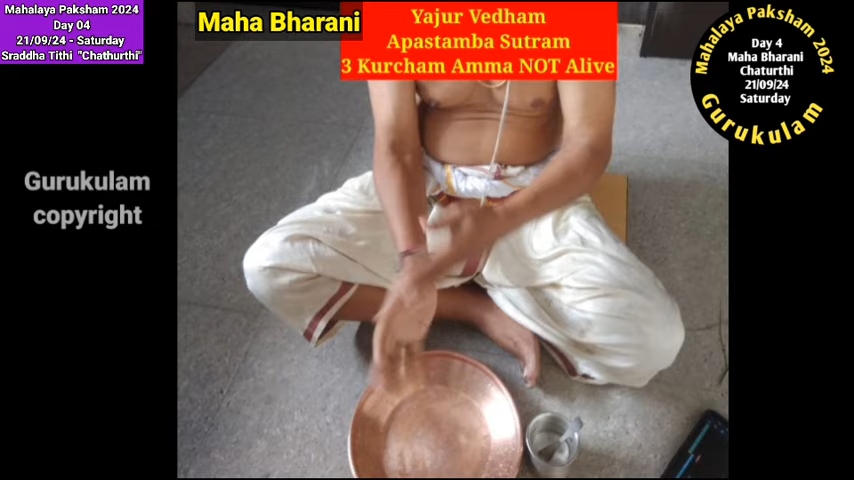 Mahalaya Paksham 2024
Day 04
21/09/24 - Saturday
Sraddha Tithi "Chathurthi"
Maha Bharani
Yajur Vedham
Apastamba Sutram
3 Kurcham Amma NOT Alive
Mahalaya Paksham 2024
Day 4
Maha Bharani
Chaturthi
21/09/24
Saturday
Gurukulam
Gurukulam
copyright